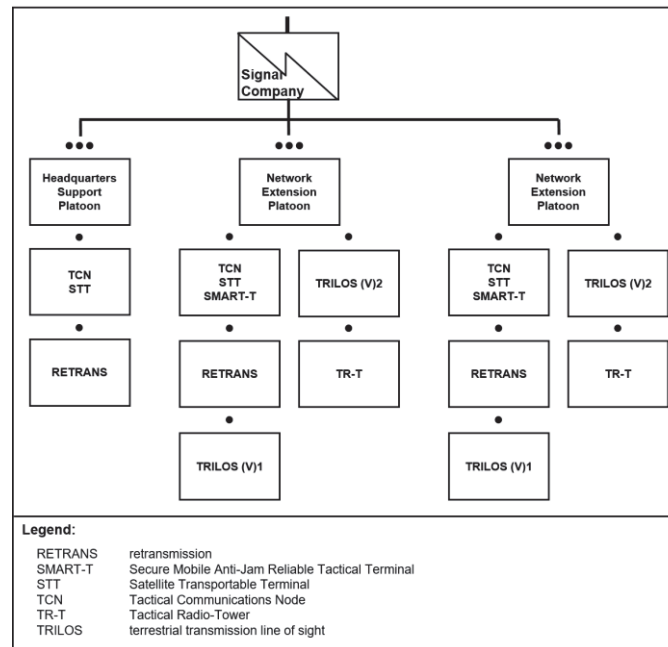 Signal
Company
Headquarters
Support
Platoon
Network
Extension
Platoon
Network
Extension
Platoon
TCN
STT
TCN
STT
SMART-T
TRILOS (V)2
TCN
STT
SMART-T
TRILOS (V)2
RETRANS
RETRANS
TR-T
RETRANS
TR-T
TRILOS (V)1
TRILOS (V)1
Legend:
RETRANS retransmission
SMART-T Secure Mobile Anti-Jam Reliable Tactical Terminal
STT Satellite Transportable Terminal
TCN Tactical Communications Node
TR-T Tactical Radio-Tower
TRILOS terrestrial transmission line of sight